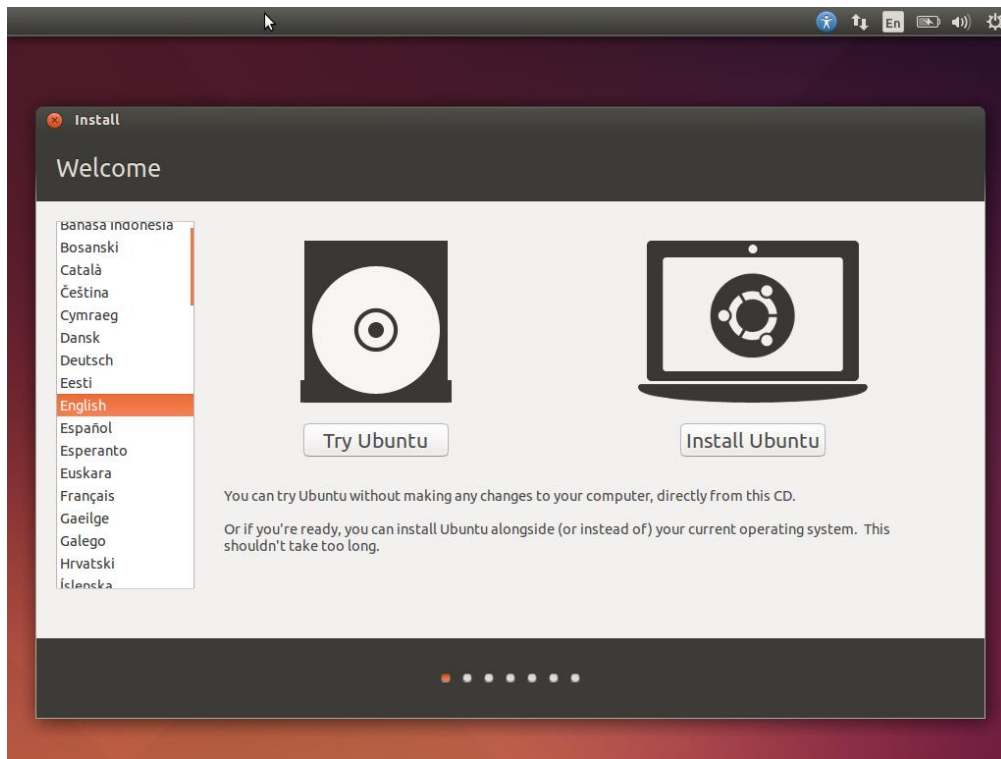 En
Install
Welcome
Bahasa Indonesia
Bosanski
Català
Čeština
Cymraeg
Dansk
Deutsch
Eesti
English
Español
Esperanto
Euskara
Français
Gaeilge
Galego
Hrvatski
Íslenska
Try Ubuntu
Install Ubuntu
You can try Ubuntu without making any changes to your computer, directly from this CD.
Or if you're ready, you can install Ubuntu alongside (or instead of) your current operating system. This
shouldn't take too long.